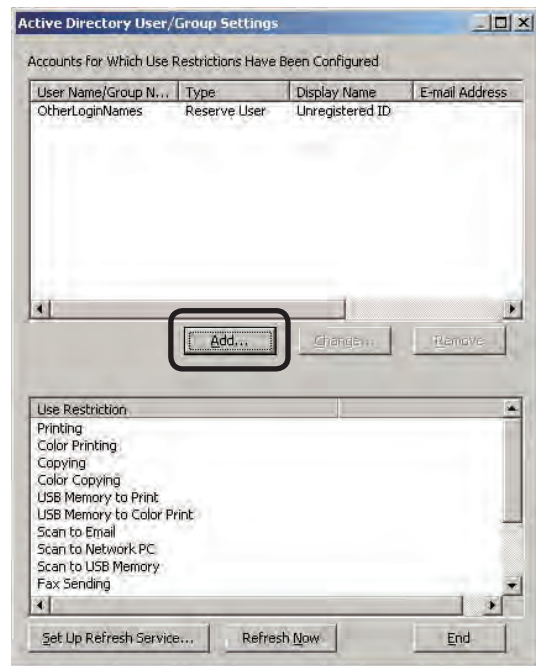 Active Directory User/Group Settings
Accounts for Which Use Restrictions Have Been Configured
User Name/Group N... Type Display Name E-mail Address
OtherLoginNames Reserve User Unregistered ID
Add... Change... Remove
Use Restriction
Printing
Color Printing
Copying
Color Copying
USB Memory to Print
USB Memory to Color Print
Scan to Email
Scan to Network PC
Scan to USB Memory
Fax Sending
Set Up Refresh Service... Refresh Now End